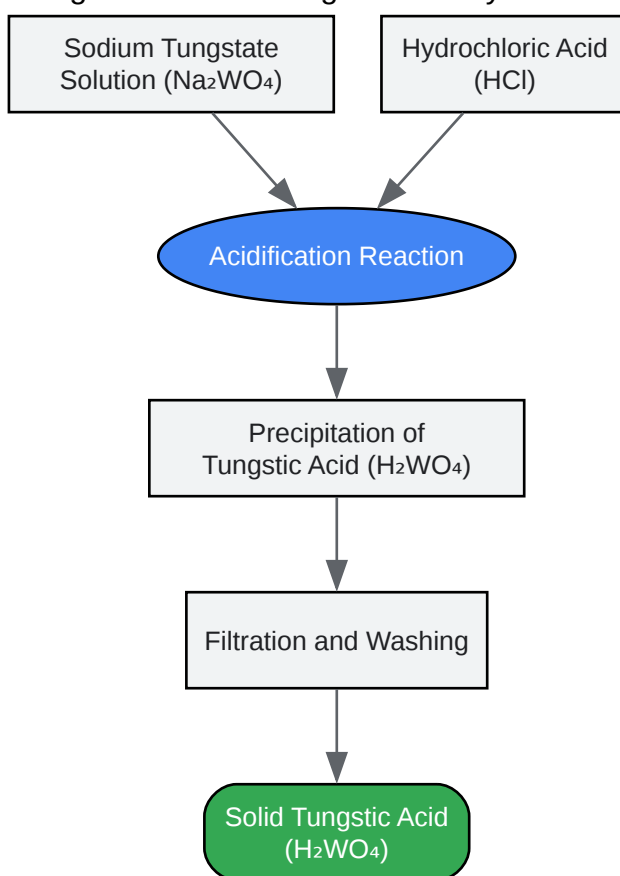 Sodium Tungstate
Solution (Na₂WO₄)
Hydrochloric Acid
(HCl)
Acidification Reaction
Precipitation of
Tungstic Acid (H₂WO₄)
Filtration and Washing
Solid Tungstic Acid
(H₂WO₄)